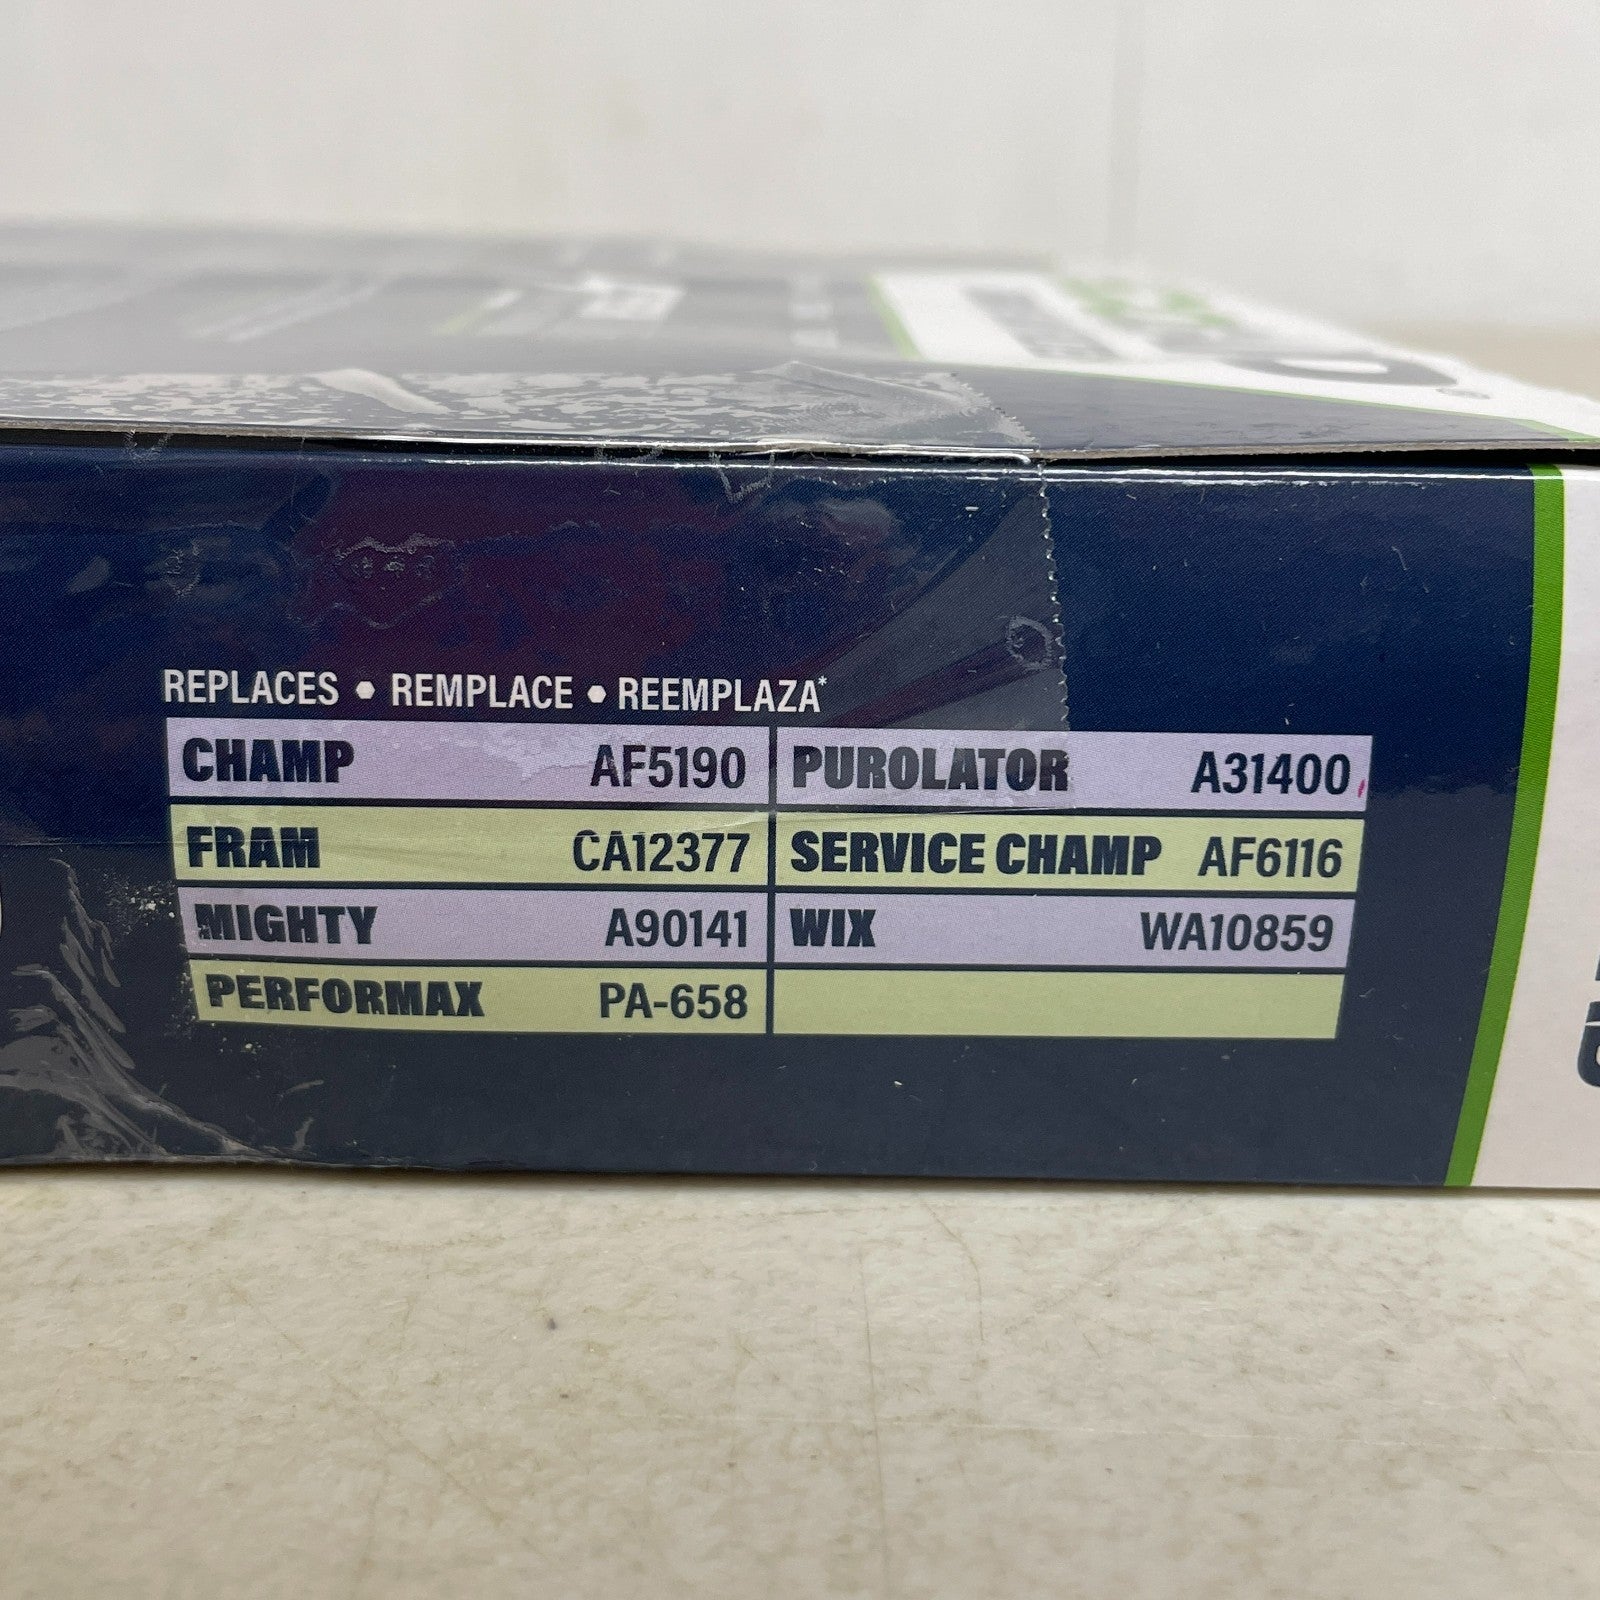 REPLACES • REMPLACE • REEMPLAZA*
CHAMP AF5190 PUROLATOR A31400
FRAM CA12377 SERVICE CHAMP AF6116
MIGHTY A90141 WIX WA10859
PERFORMAX PA-658